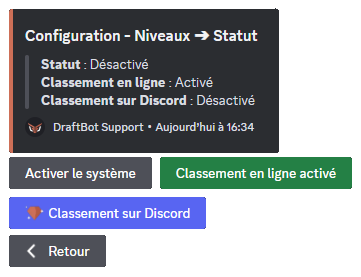 Configuration - Niveaux ➔ Statut
Statut : Désactivé
Classement en ligne : Activé
Classement sur Discord : Désactivé
DraftBot Support • Aujourd'hui à 16:34
Activer le système
Classement en ligne activé
Classement sur Discord
Retour